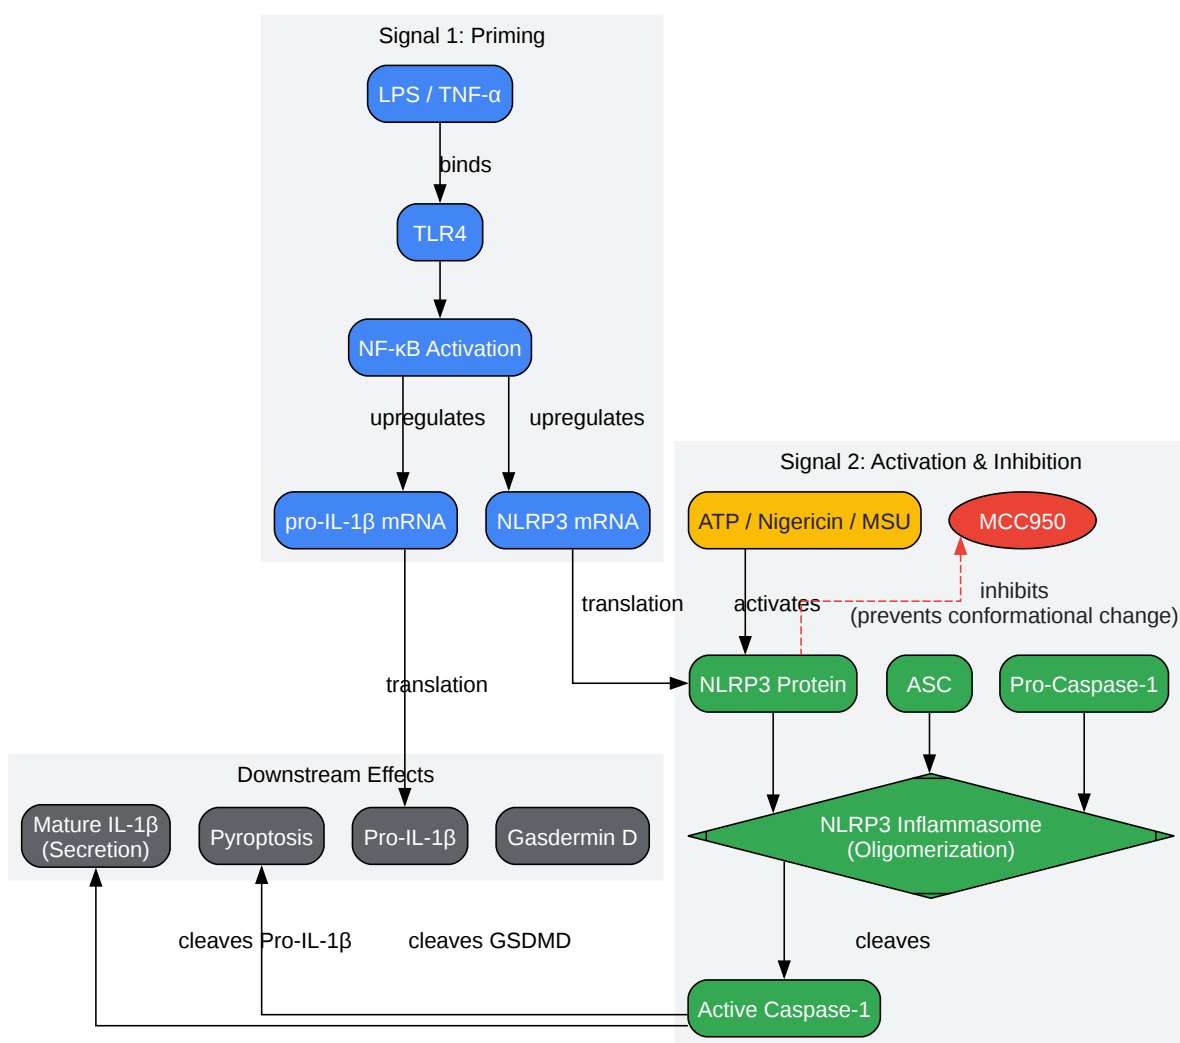 Signal 1: Priming
LPS / TNF-α
binds
TLR4
NF-κB Activation
upregulates
upregulates
pro-IL-1β mRNA
NLRP3 mRNA
Signal 2: Activation & Inhibition
ATP / Nigericin / MSU
MCC950
translation
activates
inhibits
(prevents conformational change)
translation
NLRP3 Protein
ASC
Pro-Caspase-1
Downstream Effects
Mature IL-1β
(Secretion)
Pyroptosis
Pro-IL-1β
Gasdermin D
NLRP3 Inflammasome
(Oligomerization)
cleaves Pro-IL-1β
cleaves GSDMD
cleaves
Active Caspase-1